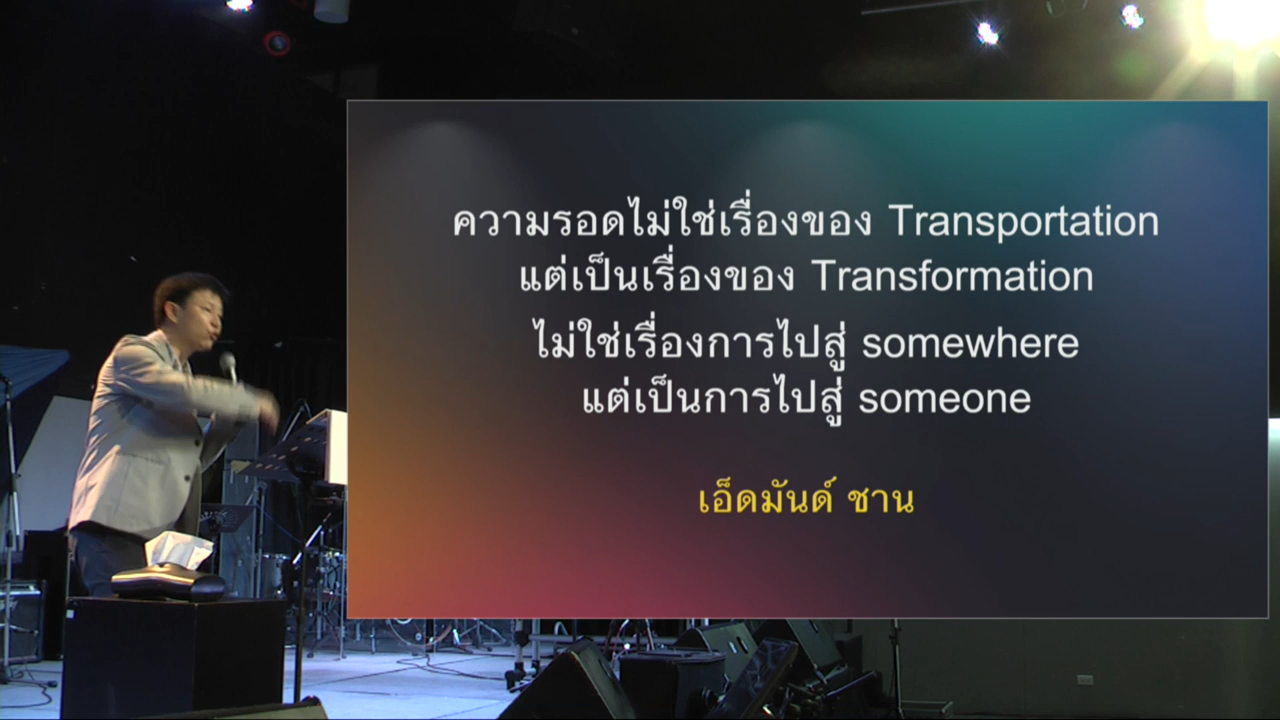 ความรอดไม่ใช่เรื่องของ Transportation
แต่เป็นเรื่องของ Transformation
ไม่ใช่เรื่องการไปสู่ somewhere
แต่เป็นการไปสู่ someone
เอ็ดมันด์ ชาน